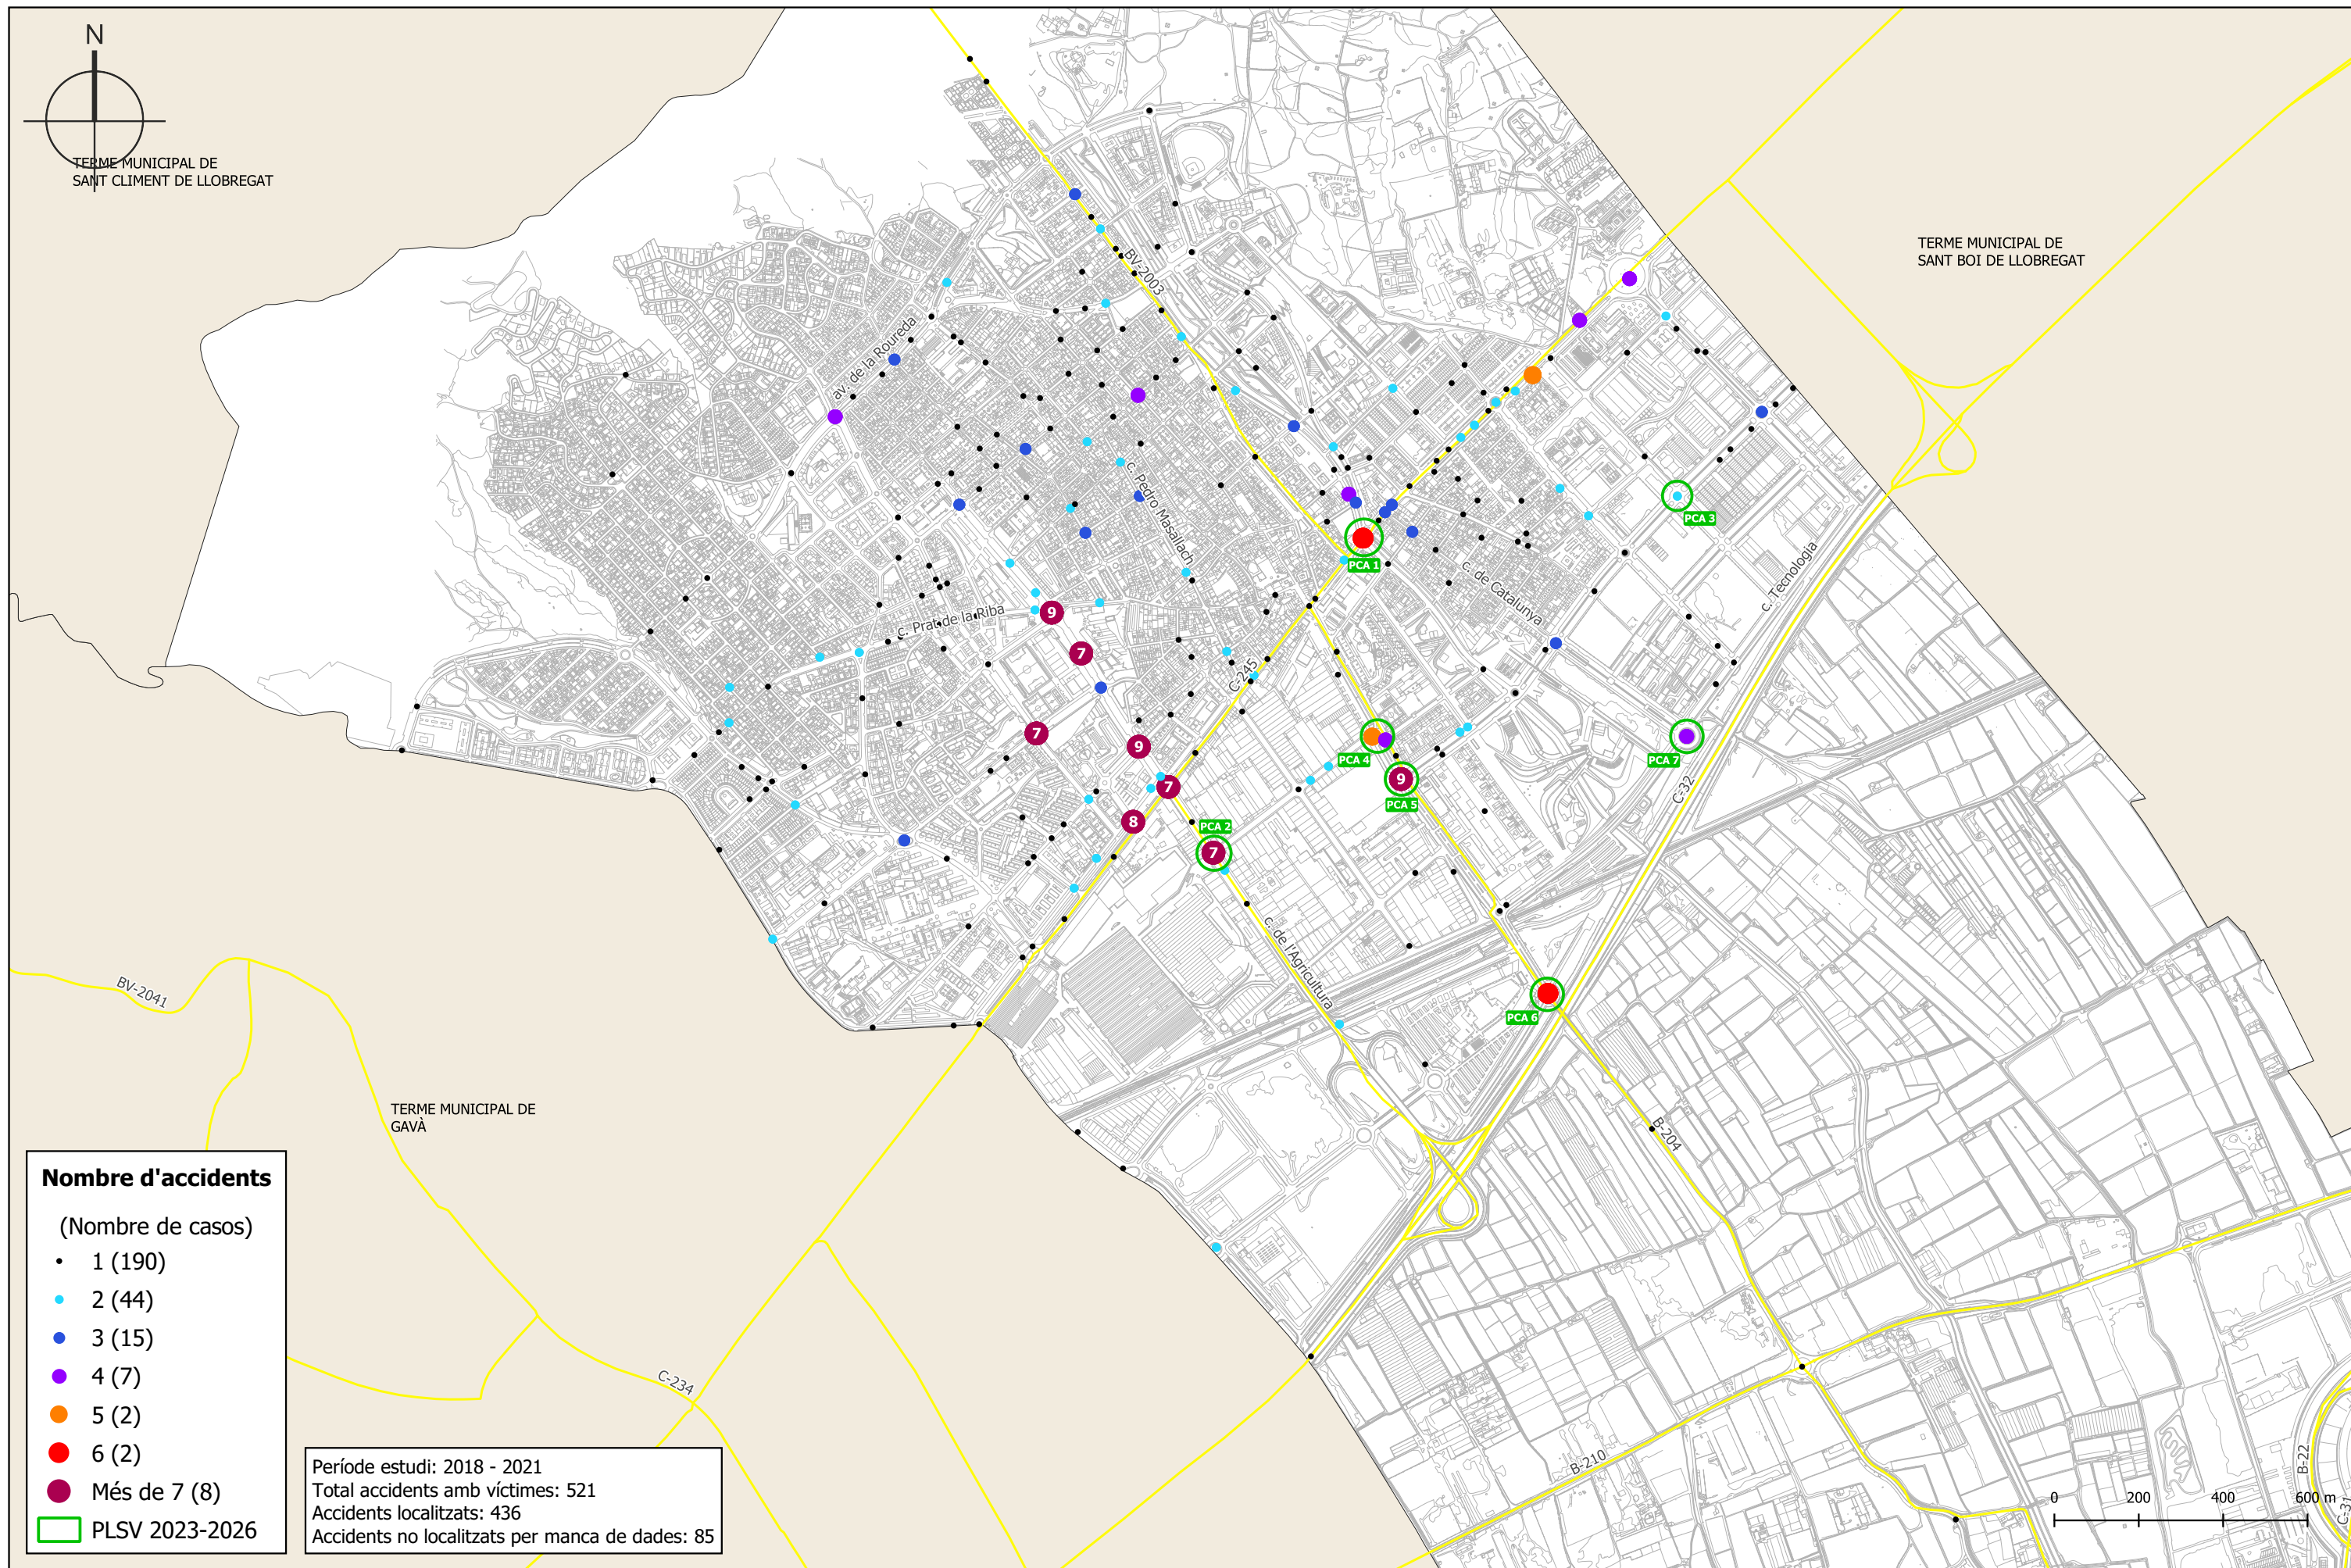 N
TERME MUNICIPAL DE
SANT CLIMENT DE LLOBREGAT
TERME MUNICIPAL DE
SANT BOI DE LLOBREGAT
BV-2003
av. de la Roureda
c. Pedro Masallach
PCA 3
PCA 1
c. de Catalunya
c. Tecnologia
9
c. Prat de la Riba
7
C-245
7
9
PCA 4
PCA 7
7
9
C-32
PCA 5
8
PCA 2
7
c. de l'Agricultura
PCA 6
BV-2041
TERME MUNICIPAL DE
GAVÀ
B-204
C-234
B-210
B-22
C-31
Nombre d'accidents
(Nombre de casos)
1 (190)
2 (44)
3 (15)
4 (7)
5 (2)
6 (2)
Més de 7 (8)
PLSV 2023-2026
Període estudi: 2018 - 2021
Total accidents amb víctimes: 521
Accidents localitzats: 436
Accidents no localitzats per manca de dades: 85
0 200 400 600 m